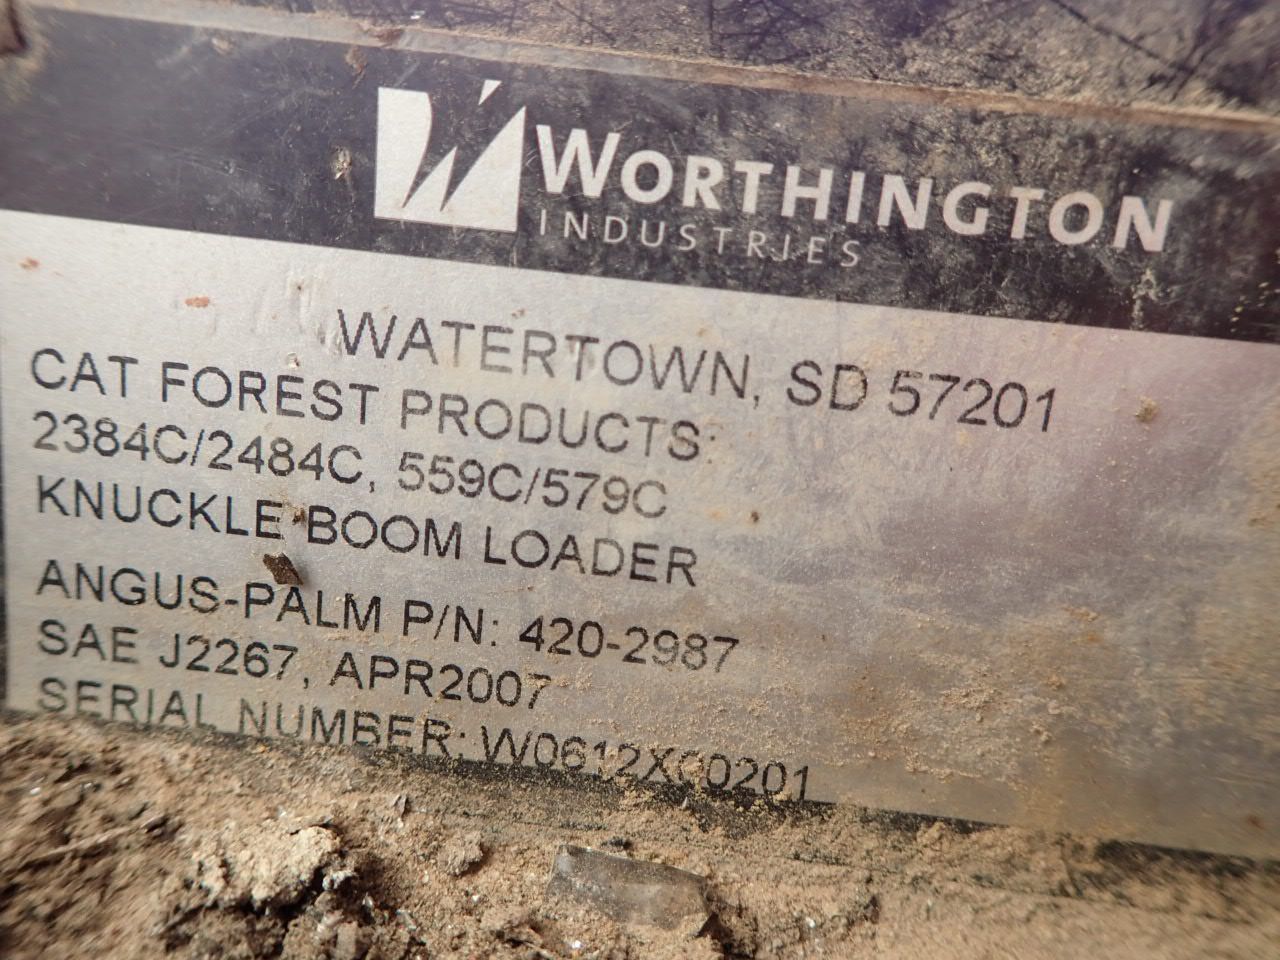 WORTHINGTON
INDUSTRIES
WATERTOWN, SD 57201
CAT FOREST PRODUCTS:
2384C/2484C, 559C/579C
KNUCKLE BOOM LOADER
ANGUS-PALM P/N: 420-2987
SAE J2267, APR2007
SERIAL NUMBER: W0612X00201